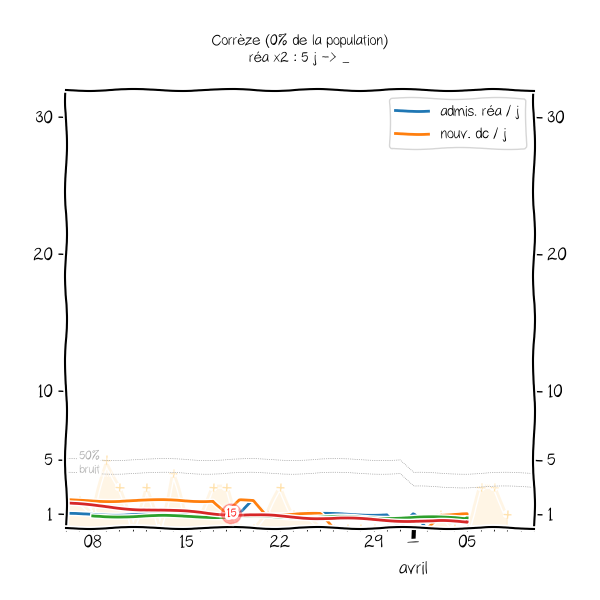 Corrèze (0% de la population)
réa x2 : 5 j -> _
admis. réa / j
nouv. dc / j
30
30
20
20
10
10
50%
5
5
bruit
1
15
1
08
15
22
29
05
avril